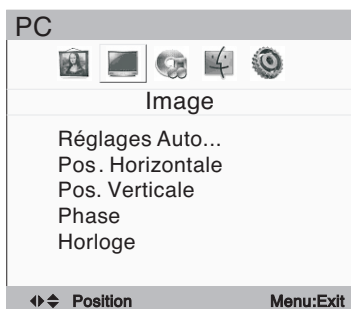 PC
Image
Réglages Auto...
Pos. Horizontale
Pos. Verticale
Phase
Horloge
Position Menu:Exit